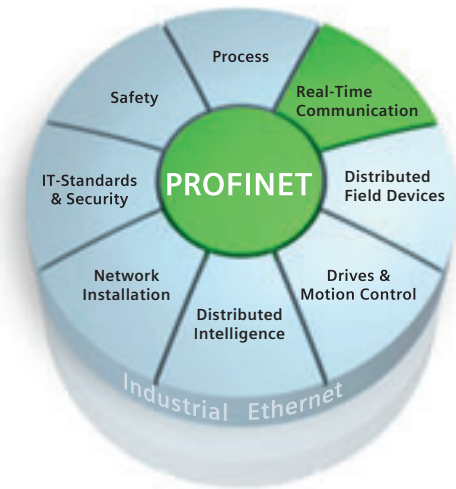 Process
Real-Time
Communication
Safety
PROFINET
IT-Standards
& Security
Distributed
Field Devices
Network
Installation
Drives &
Motion Control
Distributed
Intelligence
Industrial Ethernet